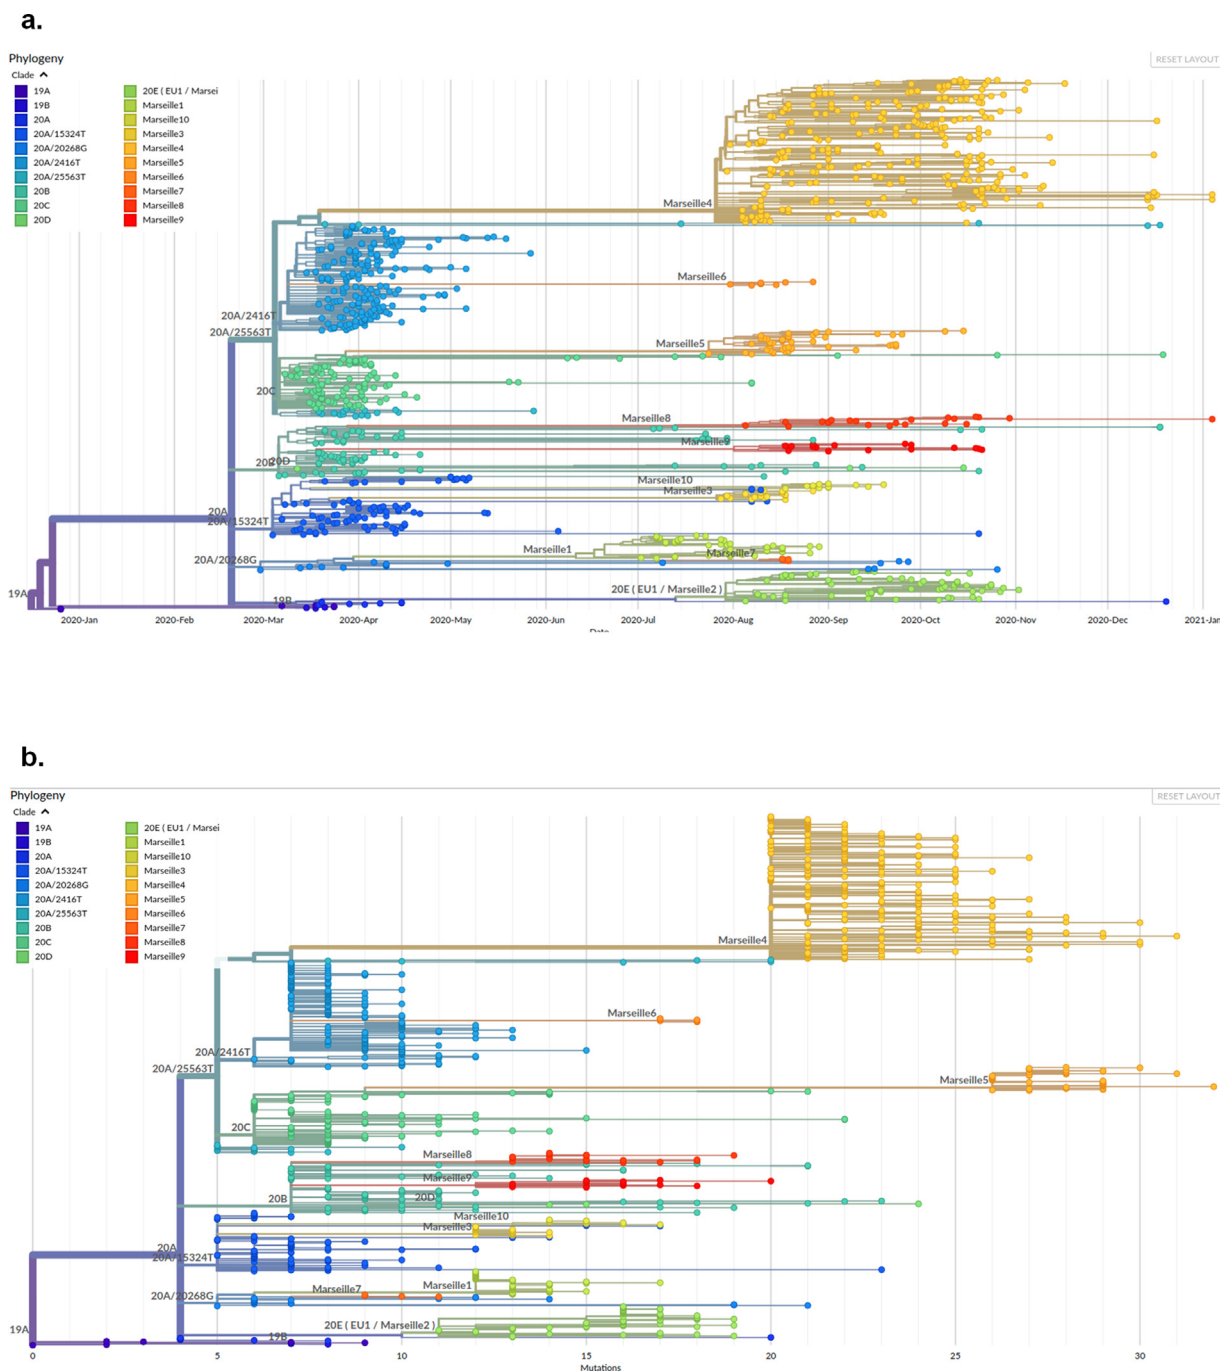 a.
Phylogeny
RESET LAYOUT
Clade
19A
19B
20A
20A/15324T
20A/20268G
20A/2416T
20A/25563T
20B
20C
20D
20E ( EU1 / Marsei
Marseille1
Marseille10
Marseille3
Marseille4
Marseille5
Marseille6
Marseille7
Marseille8
Marseille9
Marseille4
Marseille6
20A/2416T
20A/25563T
Marseille5
20C
Marseille8
20D
Marseille10
Marseille3
20A
20A/15324T
Marseille1
Marseille7
20A/20268G
20E ( EU1 / Marseille2 )
19A
19B
2020-Jan
2020-Feb
2020-Mar
2020-Apr
2020-May
2020-Jun
2020-Jul
2020-Aug
2020-Sep
2020-Oct
2020-Nov
2020-Dec
2021-Jan
Date
b.
Phylogeny
RESET LAYOUT
Clade
19A
19B
20A
20A/15324T
20A/20268G
20A/2416T
20A/25563T
20B
20C
20D
20E ( EU1 / Marsei
Marseille1
Marseille10
Marseille3
Marseille4
Marseille5
Marseille6
Marseille7
Marseille8
Marseille9
Marseille4
Marseille6
20A/2416T
20A/25563T
Marseille5
20C
Marseille8
Marseille9
20B
20D
Marseille10
Marseille3
20A
20A/15324T
Marseille1
Marseille7
20A/20268G
20E ( EU1 / Marseille2 )
19A
19B
0
5
10
15
20
25
30
Mutations